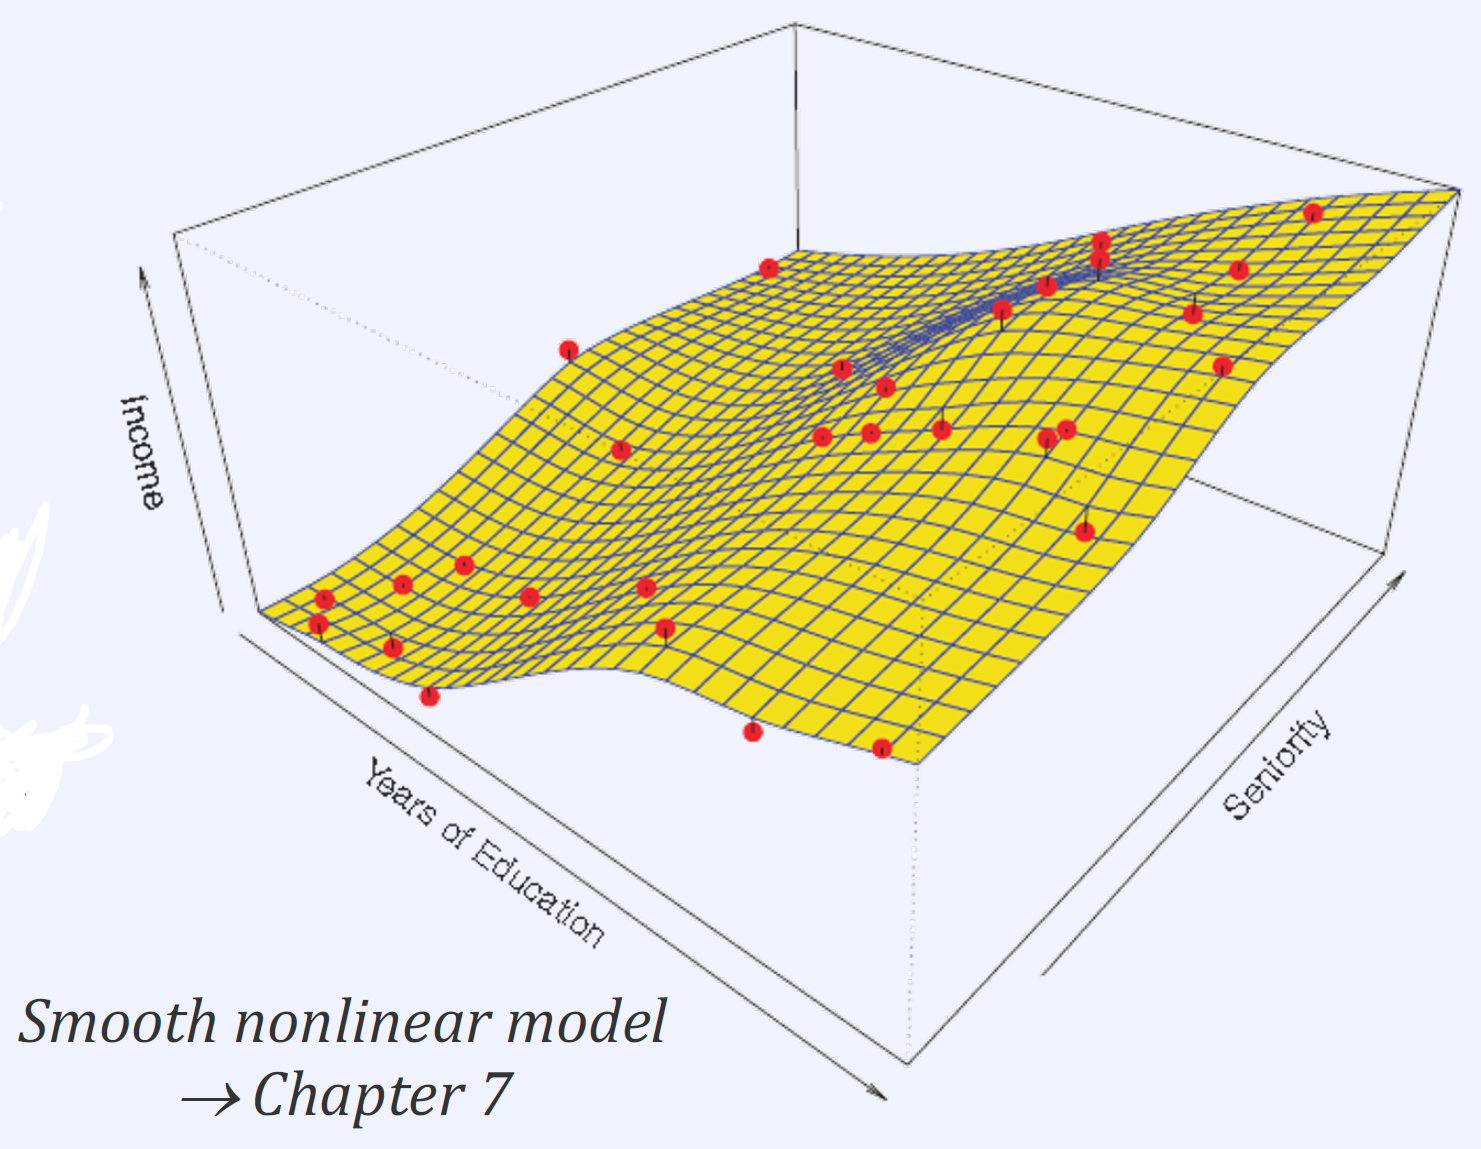 Income
Years of Education
Seniority
Smooth nonlinear model
→ Chapter 7